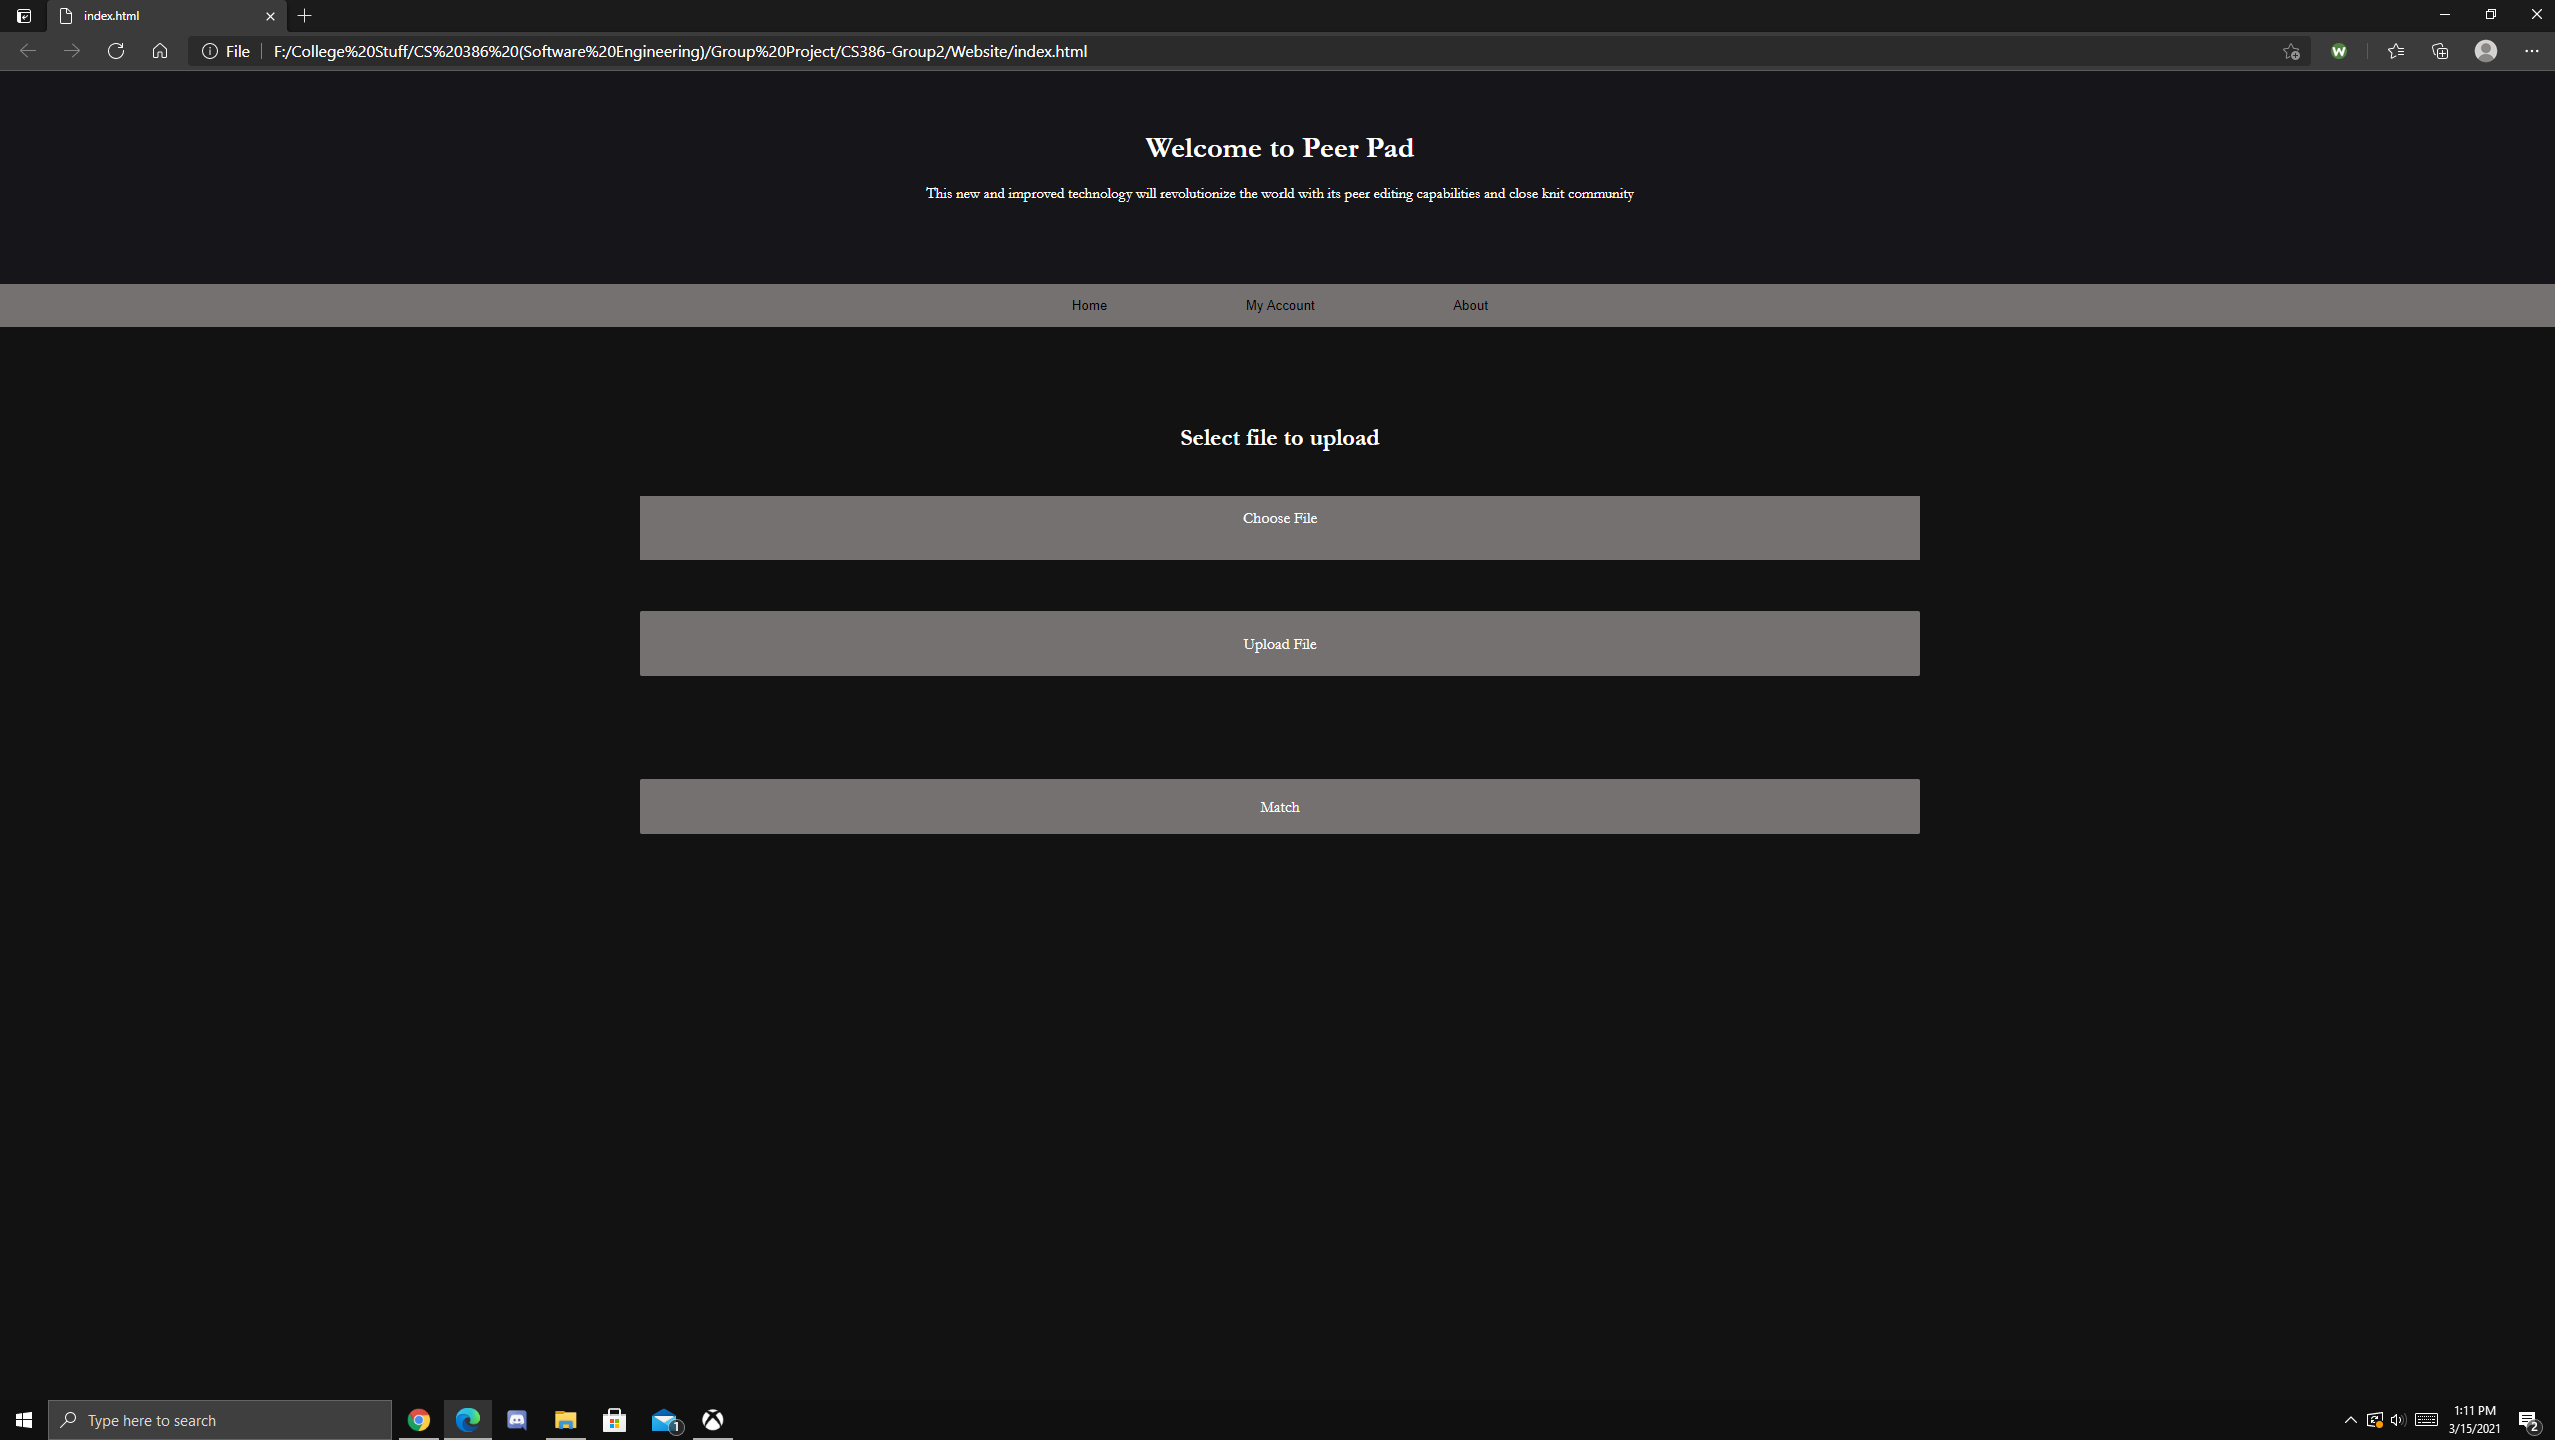 index.html
File
F:/College%20Stuff/CS%20386%20(Software%20Engineering)/Group%20Project/CS386-Group2/Website/index.html
W
Welcome to Peer Pad
This new and improved technology will revolutionize the world with its peer editing capabilities and close knit community
Home My Account About
Select file to upload
Choose File
Upload File
Match
Type here to search
1
1:11 PM
3/15/2021
2